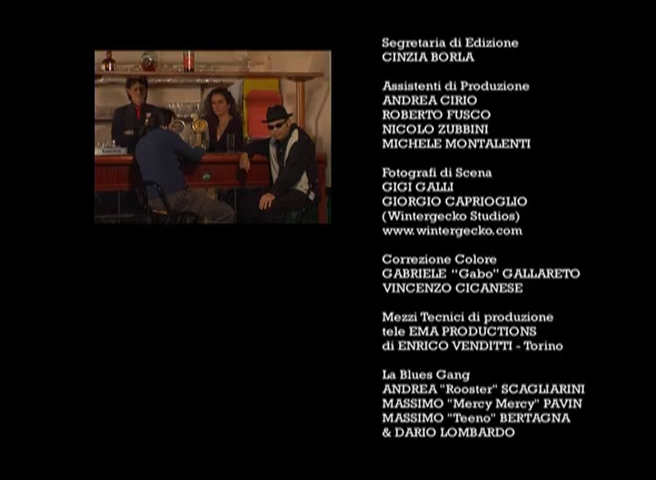 Segretaria di Edizione
CINZIA BORLA
Assistenti di Produzione
ANDREA CIRIO
ROBERTO FUSCO
NICOLO ZUBBINI
MICHELE MONTALENTI
Fotografi di Scena
GIGI GALLI
GIORGIO CAPRIOGLIO
(Wintergecko Studios)
www.wintergecko.com
Correzione Colore
GABRIELE “Gabo” GALLARETO
VINCENZO CICANESE
Mezzi Tecnici di produzione
tele EMA PRODUCTIONS
di ENRICO VENDITTI - Torino
La Blues Gang
ANDREA "Rooster" SCAGLIARINI
MASSIMO "Mercy Mercy" PAVIN
MASSIMO "Teeno" BERTAGNA
& DARIO LOMBARDO